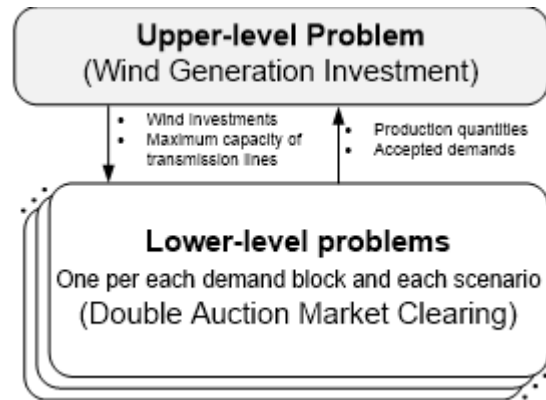 Upper-level Problem
(Wind Generation Investment)
• Wind investments
• Maximum capacity of
transmission lines
• Production quantities
• Accepted demands
Lower-level problems
One per each demand block and each scenario
(Double Auction Market Clearing)